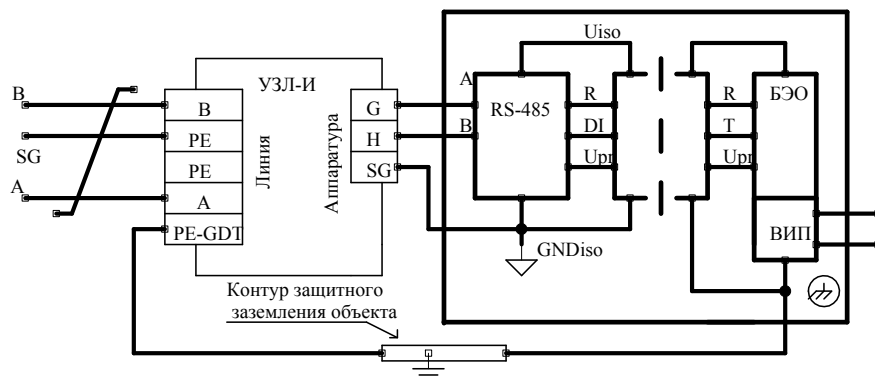 Uiso
УЗЛ-И
B
SG
A
B
PE
PE
A
PE-GDT
Линия
Аппаратура
G
H
SG
A
B
RS-485
R
DI
Upr
R
T
Upr
БЭО
ВИП
GNDiso
Контур защитного
заземления объекта